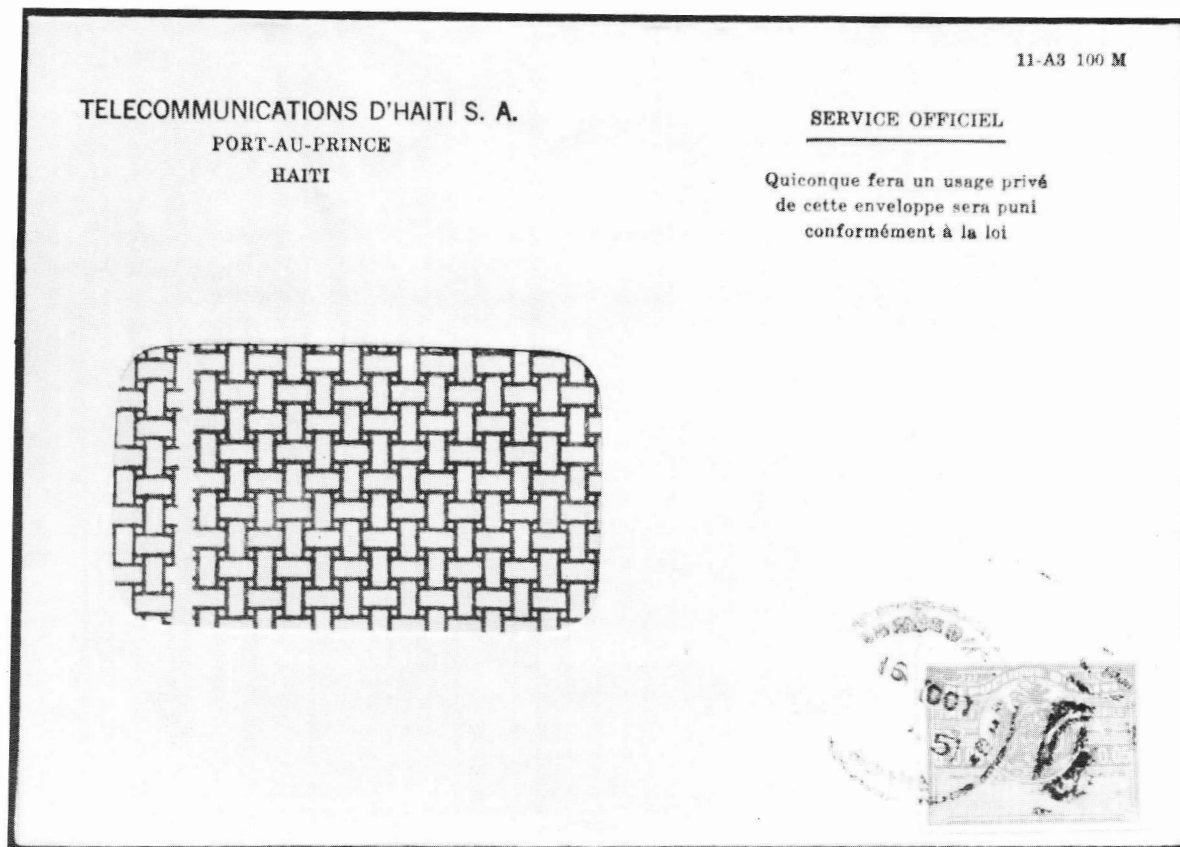 11-A3 100 M
TELECOMMUNICATIONS D'HAITI S. A.
PORT-AU-PRINCE
HAITI
SERVICE OFFICIEL
Quiconque fera un usage privé
de cette enveloppe sera puni
conformément à la loi
16